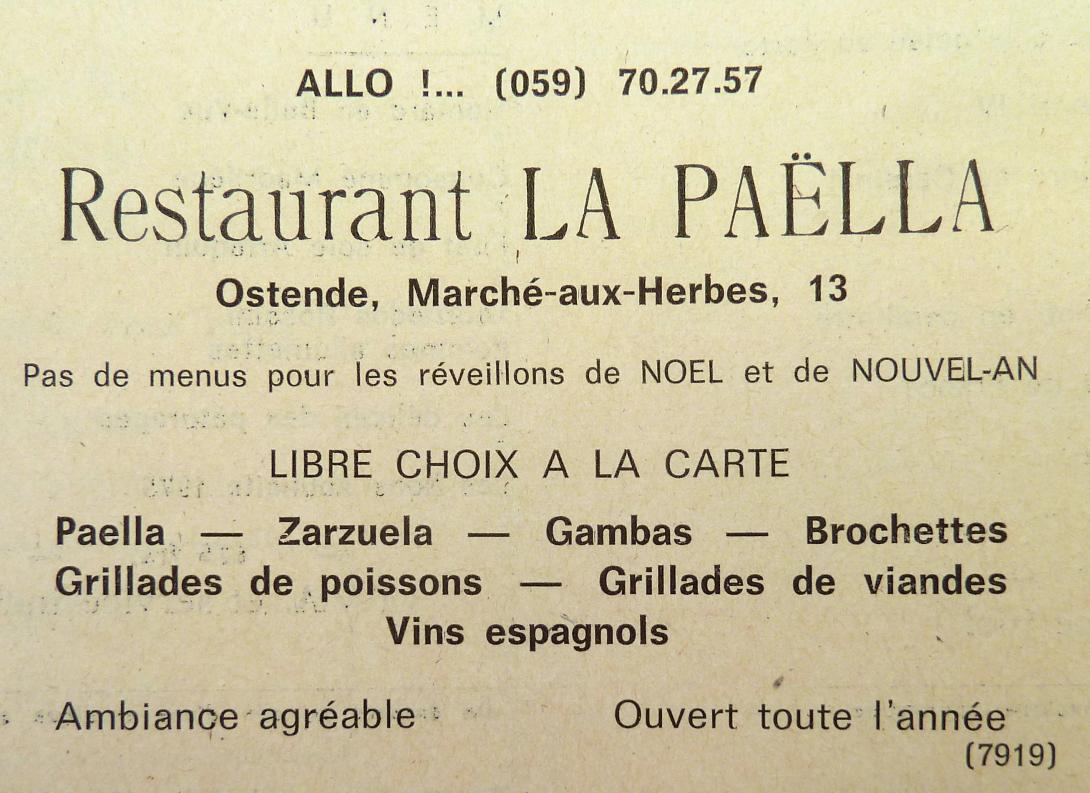 ALLO !... (059) 70.27.57
Restaurant LA PAËLLA
Ostende, Marché-aux-Herbes, 13
Pas de menus pour les réveillons de NOEL et de NOUVEL-AN
LIBRE CHOIX A LA CARTE
Paella — Zarzuela — Gambas — Brochettes
Grillades de poissons — Grillades de viandes
Vins espagnols
Ambiance agréable Ouvert toute l'année
(7919)